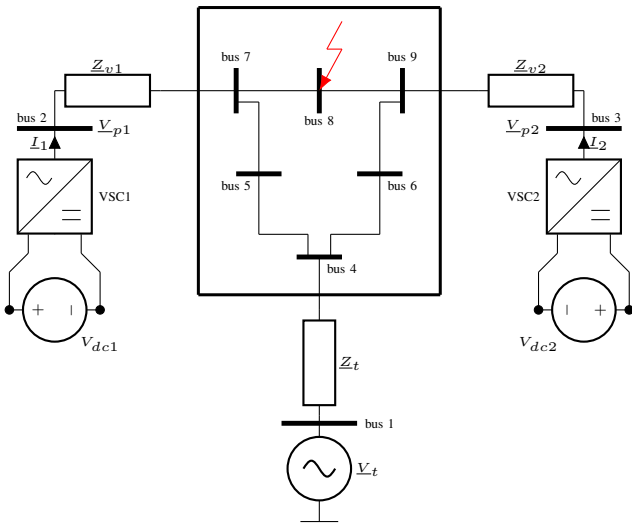 bus 7
bus 9
Z_v1
Z_v2
bus 2
V_p1
bus 8
V_p2
bus 3
I_1
I_2
VSC1
bus 5
bus 6
VSC2
bus 4
+ −
− +
V_dc1
V_dc2
Z_t
bus 1
V_t